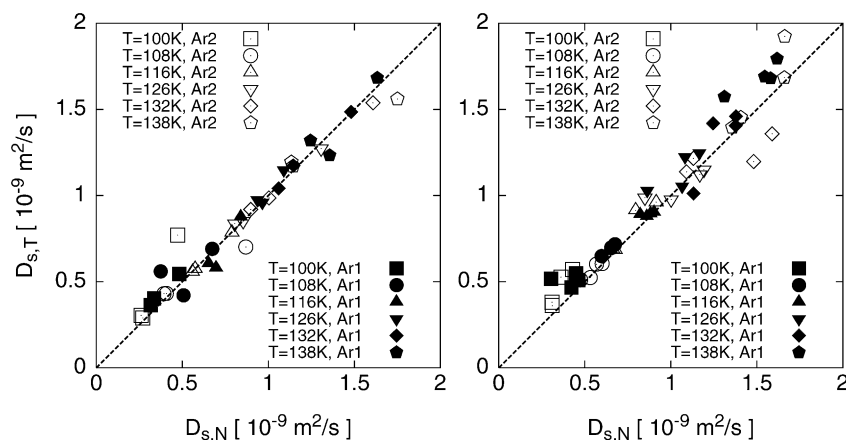 2
1.5
1
0.5
0
D_{s,T} [ 10^{-9} m^{2}/s ]
T=100K, Ar2
T=108K, Ar2
T=116K, Ar2
T=126K, Ar2
T=132K, Ar2
T=138K, Ar2
T=100K, Ar1
T=108K, Ar1
T=116K, Ar1
T=126K, Ar1
T=132K, Ar1
T=138K, Ar1
0 0.5 1 1.5 2
D_{s,N} [ 10^{-9} m^{2}/s ]
2
1.5
1
0.5
0
T=100K, Ar2
T=108K, Ar2
T=116K, Ar2
T=126K, Ar2
T=132K, Ar2
T=138K, Ar2
T=100K, Ar1
T=108K, Ar1
T=116K, Ar1
T=126K, Ar1
T=132K, Ar1
T=138K, Ar1
0 0.5 1 1.5 2
D_{s,N} [ 10^{-9} m^{2}/s ]